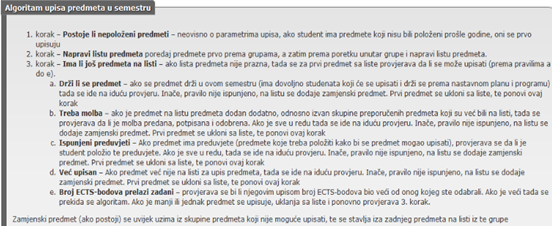 Algoritam upisa predmeta u semestru
1. korak – Postoje li nepoloženi predmeti – neovisno o parametrima upisa, ako student ima predmete koji nisu bili položeni prošle godine, oni se prvo
upisuju
2. korak – Napravi listu predmeta poredaj predmete prvo prema grupama, a zatim prema poretku unutar grupe i napravi listu predmeta.
3. korak – Ima li još predmeta na listi – ako lista predmeta nije prazna, tada se za prvi predmet sa liste provjerava da li se može upisati (prema pravilima a
do e).
a. Drži li se predmet – ako se predmet drži u ovom semestru (ima dovoljno studenata koji će se upisati i drži se prema nastavnom planu i programu)
tada se ide na iduću provjeru. Inače, pravilo nije ispunjeno, na listu se dodaje zamjenski predmet. Prvi predmet se ukloni sa liste, te ponovi ovaj
korak
b. Treba molba – ako je predmet na listu predmeta dodan dodatno, odnosno izvan skupine preporučenih predmeta koji su već bili na listi, tada se
provjerava da li je molba predana, potpisana i odobrena. Ako je sve u redu tada se ide na iduću provjeru. Inače, pravilo nije ispunjeno, na listu se
dodaje zamjenski predmet. Prvi predmet se ukloni sa liste, te ponovi ovaj korak
c. Ispunjeni preduvjeti – Ako predmet ima preduvjete (predmete koje treba položiti kako bi se predmet mogao upisati), provjerava se da li je
student položio te preduvjete. Ako je sve u redu, tada se ide na iduću provjeru. Inače, pravilo nije ispunjeno, na listu se dodaje zamjenski
predmet. Prvi predmet se ukloni sa liste, te ponovi ovaj korak
d. Već upisan – Ako predmet već nije na listi za upis predmeta, tada se ide na iduću provjeru. Inače, pravilo nije ispunjeno, na listu se dodaje
zamjenski predmet. Prvi predmet se ukloni sa liste, te ponovi ovaj korak
e. Broj ECTS-bodova prelazi zadani – provjerava se bi li njegovim upisom broj ECTS-bodova bio veći od onog kojeg ste odabrali. Ako je veći tada se
prekida se algoritam. Ako je manji ili jednak predmet se upisuje, uklanja sa liste i ponovno provjerava 3. korak.
Zamjenski predmet (ako postoji) se uvijek uzima iz skupine predmeta koji nije moguće upisati, te se stavlja iza zadnjeg predmeta na listi iz te grupe